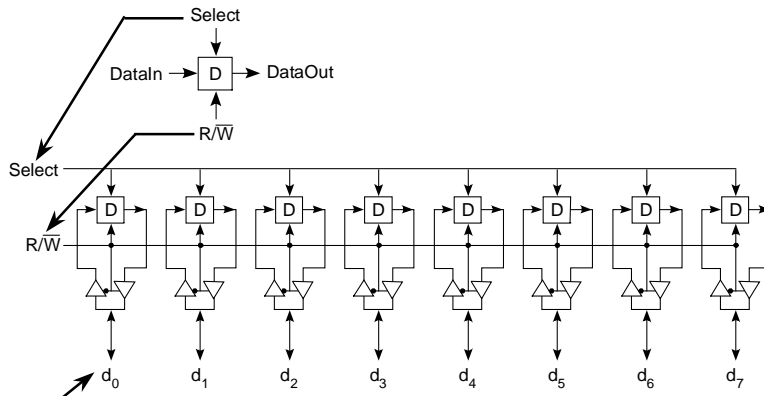 Select
DataIn D DataOut
R/W̅
Select
D D D D D D D D
R/W̅
d₀ d₁ d₂ d₃ d₄ d₅ d₆ d₇